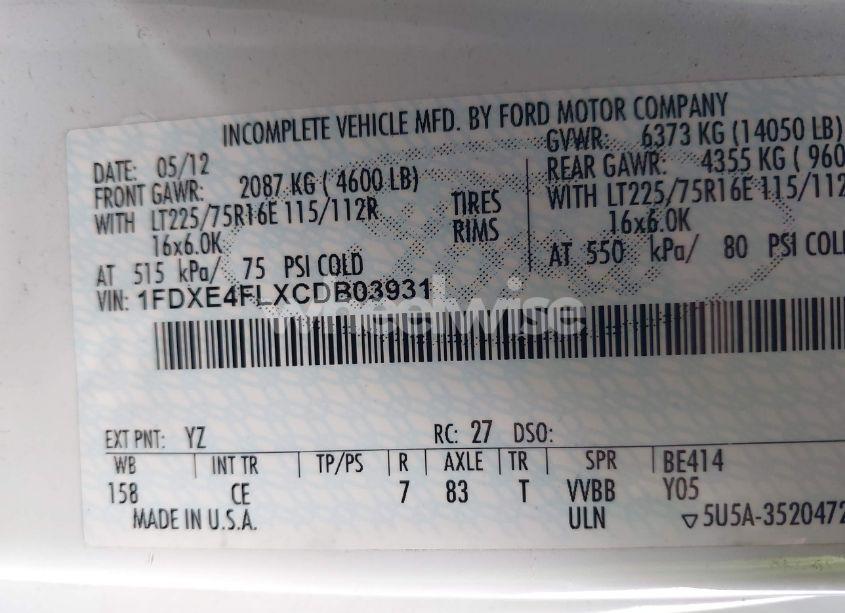 INCOMPLETE VEHICLE MFD. BY FORD MOTOR COMPANY
DATE: 05/12 GVWR: 6373 KG (14050 LB)
FRONT GAWR: 2087 KG ( 4600 LB) REAR GAWR: 4355 KG ( 960
WITH LT225/75R16E 115/112R TIRES WITH LT225/75R16E 115/112
16x6.0K RIMS 16x6.0K
AT 515 kPa/ 75 PSI COLD AT 550 kPa/ 80 PSI COL
VIN: 1FDXE4FLXCDB03931
wheelwise
EXT PNT: YZ RC: 27 DSO:
WB INT TR TP/PS R AXLE TR SPR BE414
158 CE 7 83 T VVBB Y05
MADE IN U.S.A. ULN ▽5U5A-3520472